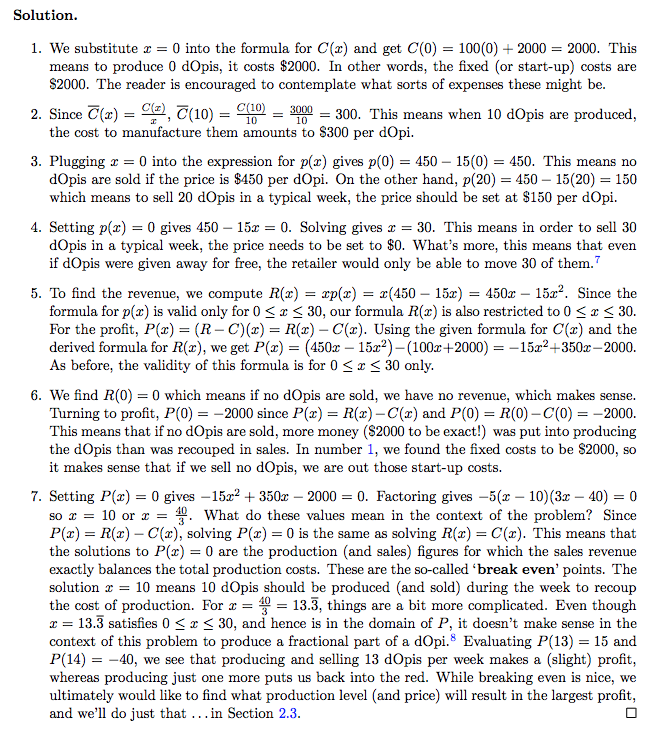 Solution.
1. We substitute x = 0 into the formula for C(x) and get C(0) = 100(0) + 2000 = 2000. This
means to produce 0 dOpis, it costs $2000. In other words, the fixed (or start-up) costs are
$2000. The reader is encouraged to contemplate what sorts of expenses these might be.
2. Since C̅(x) = C(x)/x, C̅(10) = C(10)/10 = 3000/10 = 300. This means when 10 dOpis are produced,
the cost to manufacture them amounts to $300 per dOpi.
3. Plugging x = 0 into the expression for p(x) gives p(0) = 450 − 15(0) = 450. This means no
dOpis are sold if the price is $450 per dOpi. On the other hand, p(20) = 450 − 15(20) = 150
which means to sell 20 dOpis in a typical week, the price should be set at $150 per dOpi.
4. Setting p(x) = 0 gives 450 − 15x = 0. Solving gives x = 30. This means in order to sell 30
dOpis in a typical week, the price needs to be set to $0. What's more, this means that even
if dOpis were given away for free, the retailer would only be able to move 30 of them.⁷
5. To find the revenue, we compute R(x) = xp(x) = x(450 − 15x) = 450x − 15x². Since the
formula for p(x) is valid only for 0 ≤ x ≤ 30, our formula R(x) is also restricted to 0 ≤ x ≤ 30.
For the profit, P(x) = (R − C)(x) = R(x) − C(x). Using the given formula for C(x) and the
derived formula for R(x), we get P(x) = (450x − 15x²)−(100x+2000) = −15x²+350x−2000.
As before, the validity of this formula is for 0 ≤ x ≤ 30 only.
6. We find R(0) = 0 which means if no dOpis are sold, we have no revenue, which makes sense.
Turning to profit, P(0) = −2000 since P(x) = R(x)−C(x) and P(0) = R(0)−C(0) = −2000.
This means that if no dOpis are sold, more money ($2000 to be exact!) was put into producing
the dOpis than was recouped in sales. In number 1, we found the fixed costs to be $2000, so
it makes sense that if we sell no dOpis, we are out those start-up costs.
7. Setting P(x) = 0 gives −15x² + 350x − 2000 = 0. Factoring gives −5(x − 10)(3x − 40) = 0
so x = 10 or x = 40/3. What do these values mean in the context of the problem? Since
P(x) = R(x) − C(x), solving P(x) = 0 is the same as solving R(x) = C(x). This means that
the solutions to P(x) = 0 are the production (and sales) figures for which the sales revenue
exactly balances the total production costs. These are the so-called 'break even' points. The
solution x = 10 means 10 dOpis should be produced (and sold) during the week to recoup
the cost of production. For x = 40/3 = 13.3̅, things are a bit more complicated. Even though
x = 13.3̅ satisfies 0 ≤ x ≤ 30, and hence is in the domain of P, it doesn't make sense in the
context of this problem to produce a fractional part of a dOpi.⁸ Evaluating P(13) = 15 and
P(14) = −40, we see that producing and selling 13 dOpis per week makes a (slight) profit,
whereas producing just one more puts us back into the red. While breaking even is nice, we
ultimately would like to find what production level (and price) will result in the largest profit,
and we'll do just that ...in Section 2.3. □